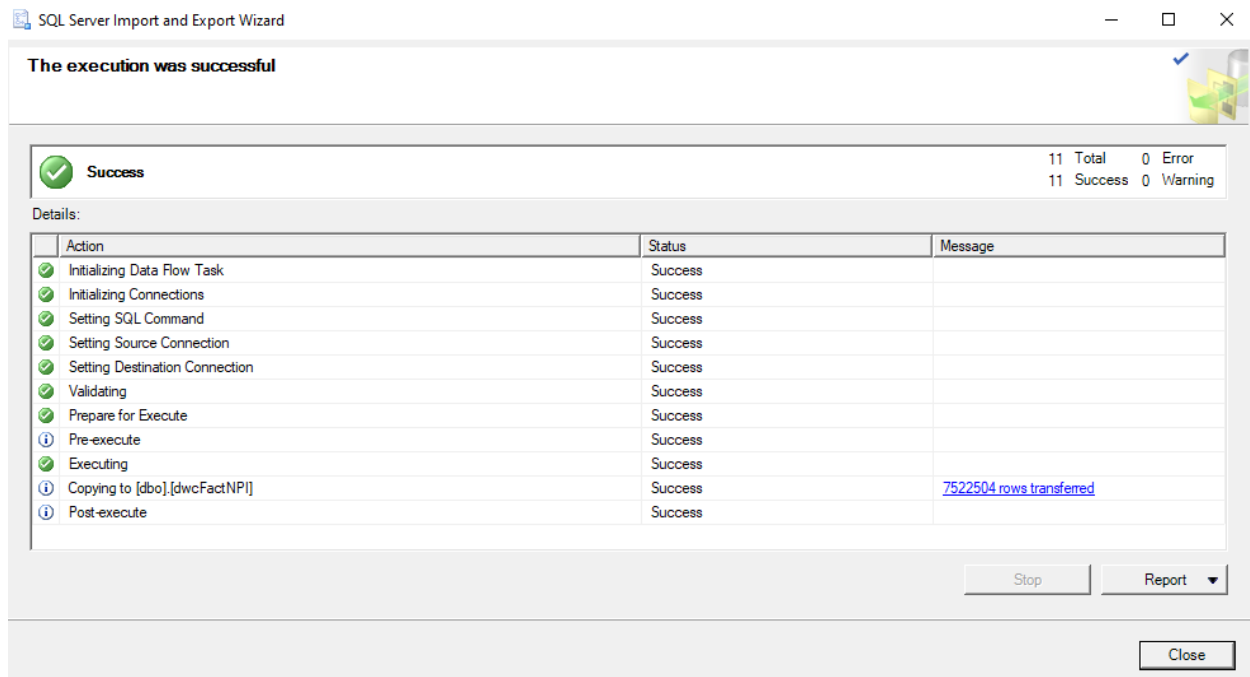 SQL Server Import and Export Wizard
The execution was successful
Success
11 Total 0 Error
11 Success 0 Warning
Details:
Action Status Message
Initializing Data Flow Task Success
Initializing Connections Success
Setting SQL Command Success
Setting Source Connection Success
Setting Destination Connection Success
Validating Success
Prepare for Execute Success
Pre-execute Success
Executing Success
Copying to [dbo].[dwcFactNPI] Success 7522504 rows transferred
Post-execute Success
Stop Report
Close